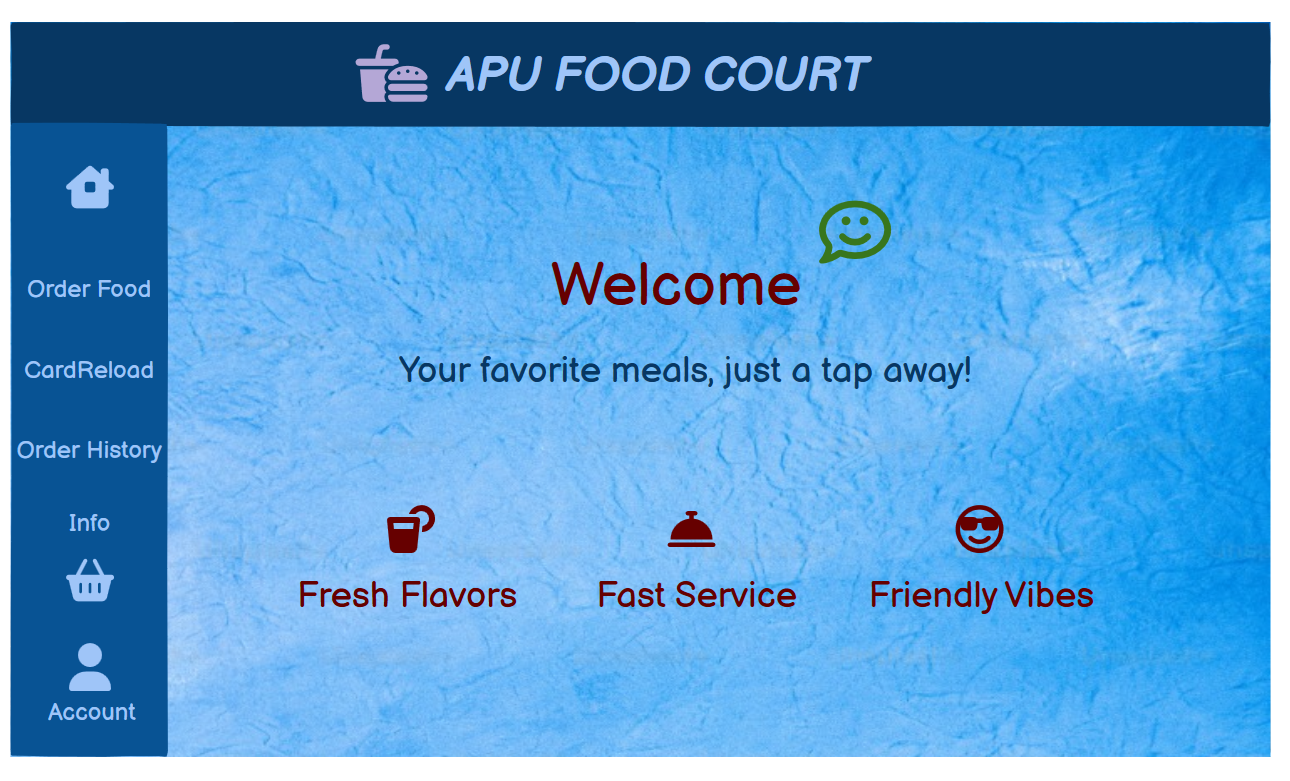 APU FOOD COURT
Order Food
CardReload
Order History
Info
Account
Welcome
Your favorite meals, just a tap away!
Fresh Flavors
Fast Service
Friendly Vibes